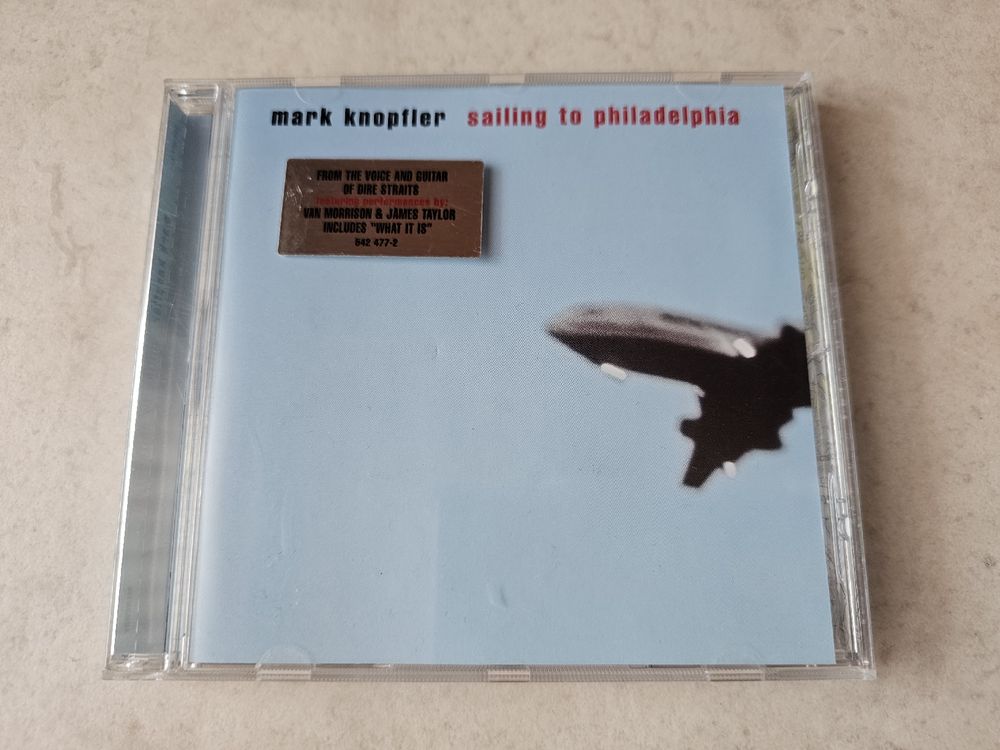 mark knopfler sailing to philadelphia
FROM THE VOICE AND GUITAR
OF DIRE STRAITS
featuring performances by:
VAN MORRISON & JAMES TAYLOR
INCLUDES "WHAT IT IS"
542 477-2